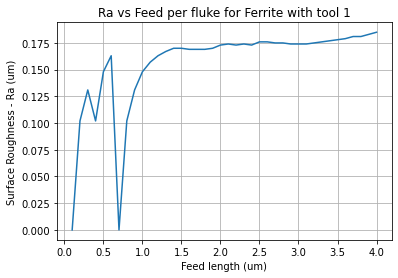 Ra vs Feed per fluke for Ferrite with tool 1
Surface Roughness - Ra (um)
0.175
0.150
0.125
0.100
0.075
0.050
0.025
0.000
0.0 0.5 1.0 1.5 2.0 2.5 3.0 3.5 4.0
Feed length (um)